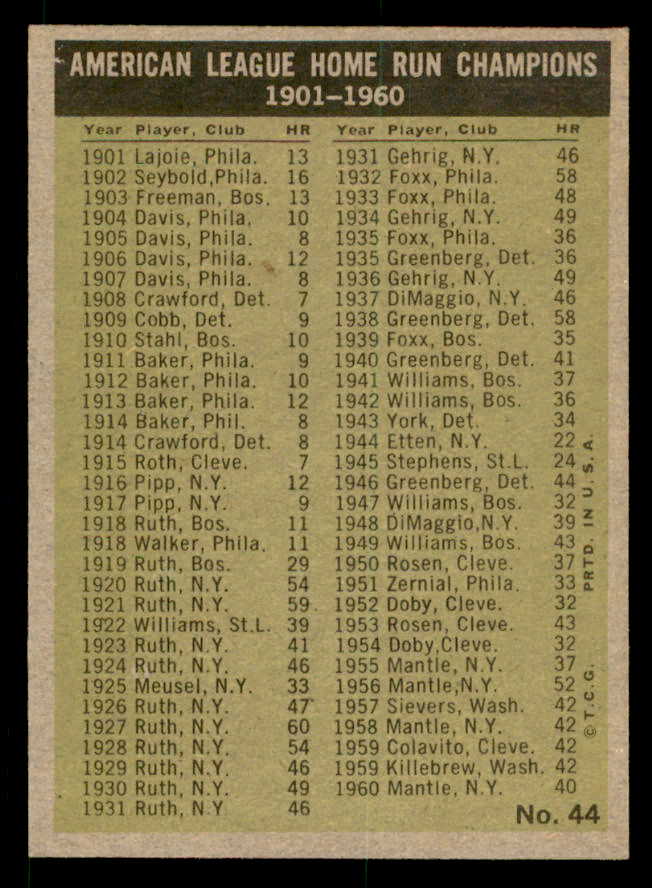 AMERICAN LEAGUE HOME RUN CHAMPIONS
1901–1960
Year Player, Club HR
1901 Lajoie, Phila. 13
1902 Seybold,Phila. 16
1903 Freeman, Bos. 13
1904 Davis, Phila. 10
1905 Davis, Phila. 8
1906 Davis, Phila. 12
1907 Davis, Phila. 8
1908 Crawford, Det. 7
1909 Cobb, Det. 9
1910 Stahl, Bos. 10
1911 Baker, Phila. 9
1912 Baker, Phila. 10
1913 Baker, Phila. 12
1914 Baker, Phil. 8
1914 Crawford, Det. 8
1915 Roth, Cleve. 7
1916 Pipp, N.Y. 12
1917 Pipp, N.Y. 9
1918 Ruth, Bos. 11
1918 Walker, Phila. 11
1919 Ruth, Bos. 29
1920 Ruth, N.Y. 54
1921 Ruth, N.Y. 59
1922 Williams, St.L. 39
1923 Ruth, N.Y. 41
1924 Ruth, N.Y. 46
1925 Meusel, N.Y. 33
1926 Ruth, N.Y. 47
1927 Ruth, N.Y. 60
1928 Ruth, N.Y. 54
1929 Ruth, N.Y. 46
1930 Ruth, N.Y. 49
1931 Ruth, N.Y 46
Year Player, Club HR
1931 Gehrig, N.Y. 46
1932 Foxx, Phila. 58
1933 Foxx, Phila. 48
1934 Gehrig, N.Y. 49
1935 Foxx, Phila. 36
1935 Greenberg, Det. 36
1936 Gehrig, N.Y. 49
1937 DiMaggio, N.Y. 46
1938 Greenberg, Det. 58
1939 Foxx, Bos. 35
1940 Greenberg, Det. 41
1941 Williams, Bos. 37
1942 Williams, Bos. 36
1943 York, Det. 34
1944 Etten, N.Y. 22
1945 Stephens, St.L. 24
1946 Greenberg, Det. 44
1947 Williams, Bos. 32
1948 DiMaggio,N.Y. 39
1949 Williams, Bos. 43
1950 Rosen, Cleve. 37
1951 Zernial, Phila. 33
1952 Doby, Cleve. 32
1953 Rosen, Cleve. 43
1954 Doby,Cleve. 32
1955 Mantle, N.Y. 37
1956 Mantle,N.Y. 52
1957 Sievers, Wash. 42
1958 Mantle, N.Y. 42
1959 Colavito, Cleve. 42
1959 Killebrew, Wash. 42
1960 Mantle, N.Y. 40
© T.C.G. PRTD. IN U.S.A.
No. 44